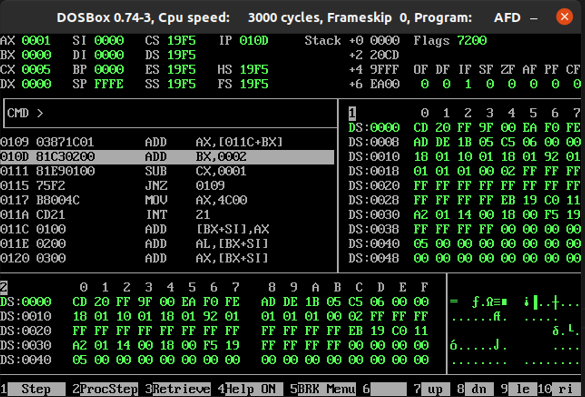 DOSBox 0.74-3, Cpu speed: 3000 cycles, Frameskip 0, Program: AFD
AX 0001 SI 0000 CS 19F5 IP 010D Stack +0 0000 Flags 7200
BX 0000 DI 0000 DS 19F5 +2 20CD
CX 0005 BP 0000 ES 19F5 HS 19F5 +4 9FFF OF DF IF SF ZF AF PF CF
DX 0000 SP FFFE SS 19F5 FS 19F5 +6 EA00 0 0 1 0 0 0 0 0
CMD >
1 0 1 2 3 4 5 6 7
DS:0000 CD 20 FF 9F 00 EA F0 FE
DS:0008 AD DE 1B 05 C5 06 00 00
DS:0010 18 01 10 01 18 01 92 01
DS:0018 01 01 01 00 02 FF FF FF
DS:0020 FF FF FF FF FF FF FF FF
DS:0028 FF FF FF FF EB 19 C0 11
DS:0030 A2 01 14 00 18 00 F5 19
DS:0038 FF FF FF FF 00 00 00 00
DS:0040 05 00 00 00 00 00 00 00
DS:0048 00 00 00 00 00 00 00 00
0109 03871C01 ADD AX,[011C+BX]
010D 81C30200 ADD BX,0002
0111 81E90100 SUB CX,0001
0115 75F2 JNZ 0109
0117 B8004C MOV AX,4C00
011A CD21 INT 21
011C 0100 ADD [BX+SI],AX
011E 0200 ADD AL,[BX+SI]
0120 0300 ADD AX,[BX+SI]
2 0 1 2 3 4 5 6 7 8 9 A B C D E F
DS:0000 CD 20 FF 9F 00 EA F0 FE AD DE 1B 05 C5 06 00 00
DS:0010 18 01 10 01 18 01 92 01 01 01 01 00 02 FF FF FF
DS:0020 FF FF FF FF FF FF FF FF FF FF FF FF EB 19 C0 11
DS:0030 A2 01 14 00 18 00 F5 19 FF FF FF FF 00 00 00 00
DS:0040 05 00 00 00 00 00 00 00 00 00 00 00 00 00 00 00
1 Step 2 ProcStep 3 Retrieve 4 Help ON 5 BRK Menu 6 7 up 8 dn 9 le 10 ri